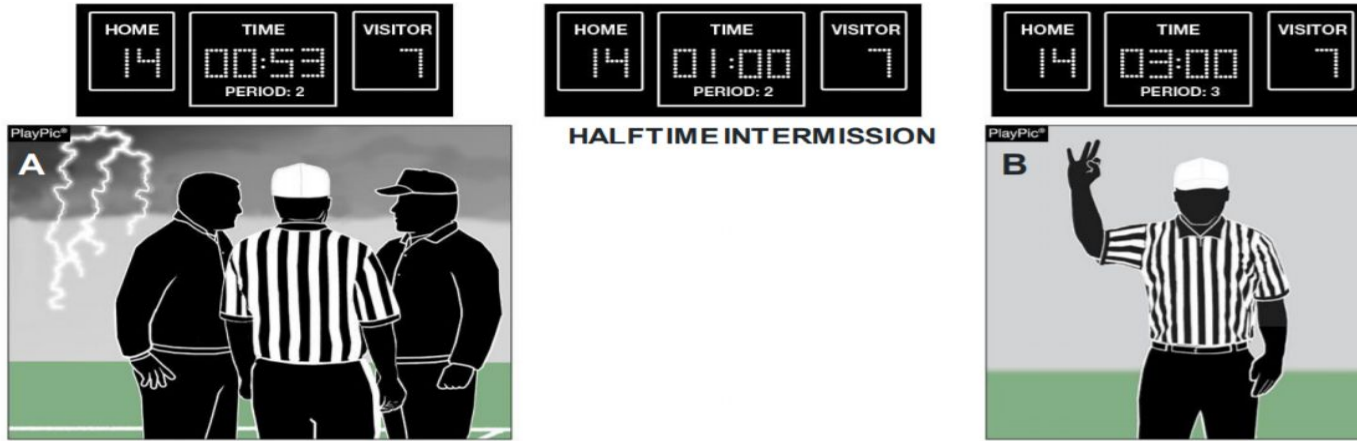 HOME TIME VISITOR
14 00:53 7
PERIOD: 2
HOME TIME VISITOR
14 01:00 7
PERIOD: 2
HOME TIME VISITOR
14 03:00 7
PERIOD: 3
PlayPic®
A
HALFTIME INTERMISSION
PlayPic®
B